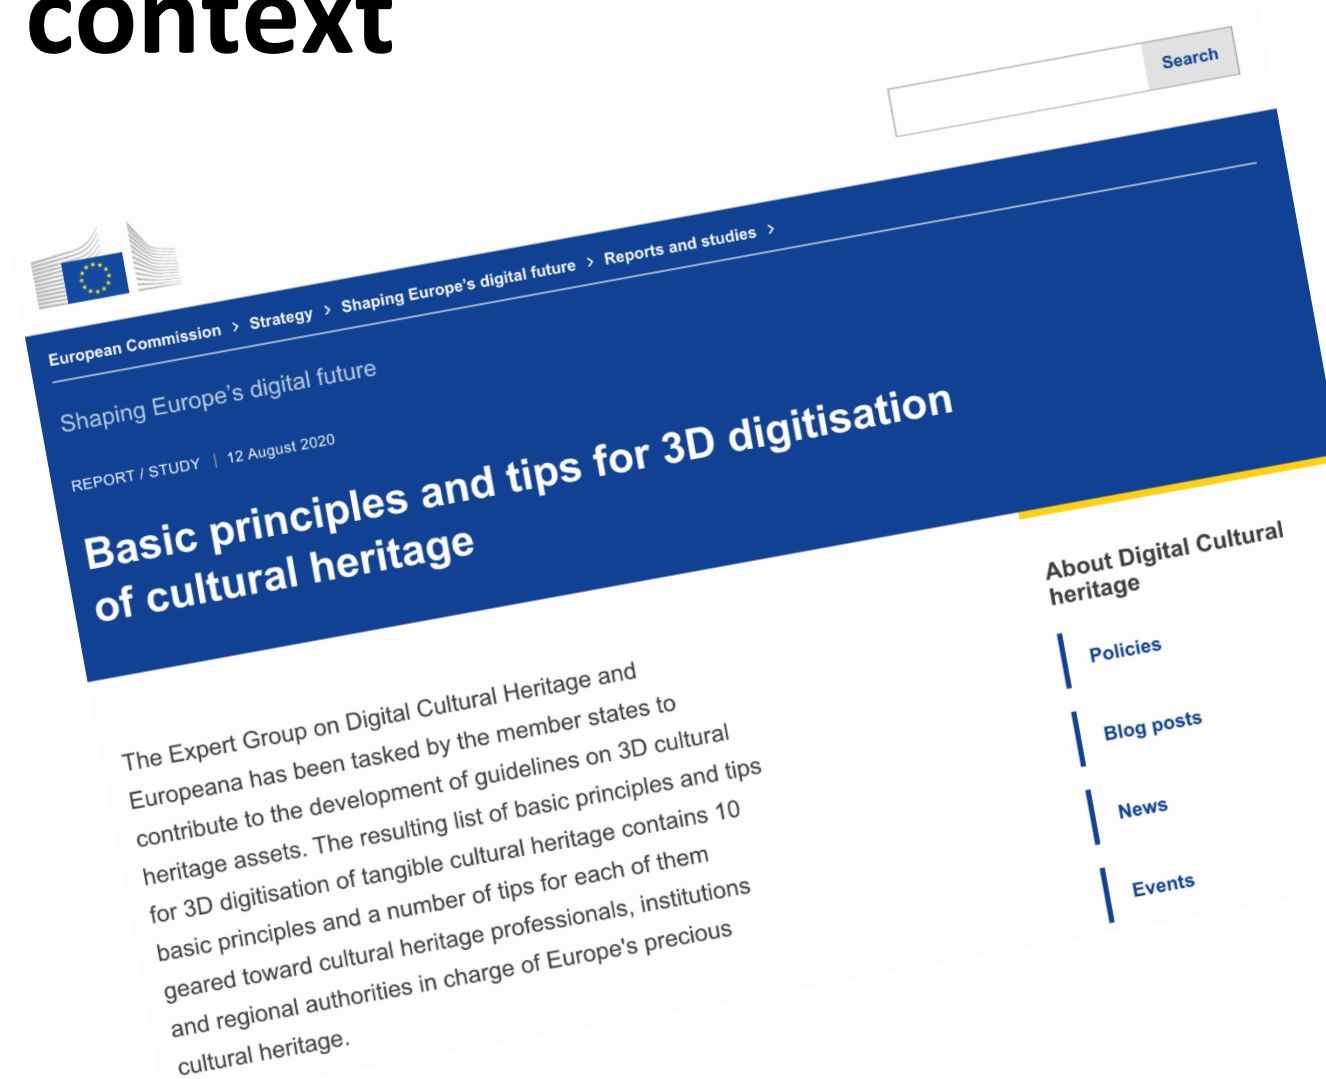 context
Search
European Commission > Strategy > Shaping Europe's digital future > Reports and studies >
Shaping Europe's digital future
REPORT / STUDY | 12 August 2020
Basic principles and tips for 3D digitisation
of cultural heritage
The Expert Group on Digital Cultural Heritage and
Europeana has been tasked by the member states to
contribute to the development of guidelines on 3D cultural
heritage assets. The resulting list of basic principles and tips
for 3D digitisation of tangible cultural heritage contains 10
basic principles and a number of tips for each of them
geared toward cultural heritage professionals, institutions
and regional authorities in charge of Europe's precious
cultural heritage.
About Digital Cultural
heritage
Policies
Blog posts
News
Events